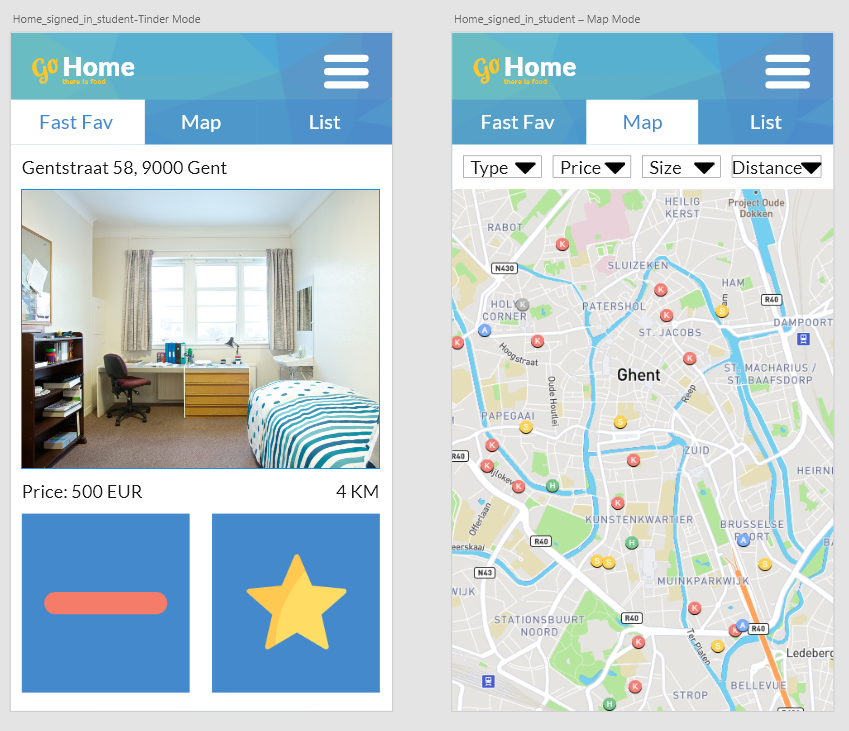 Home_signed_in_student-Tinder Mode
Go Home
there is food
Fast Fav
Map
List
Gentstraat 58, 9000 Gent
Price: 500 EUR
4 KM
Home_signed_in_student – Map Mode
Go Home
there is food
Fast Fav
Map
List
Type
Price
Size
Distance
HEILIG
KERST
Project Oude
Dokken
RABOT
K
N430
SLUIZEKEN
HAM
K
R40
HOLY
CORNER
K
PATERSHOL
S
K
DAMPOORT
A
ST. JACOBS
K
K
Hoogstraat
K
Ghent
ST. MACHARIUS /
ST. BAAFSDORP
Oude Houtlei
Reep
PAPEGAAI
S
S
K
ZUID
R40
K
K
HEIRN
K
H
K
Offerlaan
KUNSTENKWARTIER
BRUSSELSE
POORT
R40
H
A
eerskaai
S
S
S
N43
MUINKPARKWIJK
WIJK
K
STATIONSBUURT
NOORD
R40
K
A
R40
K
Ter Platen
S
Ledeberg
K
STROP
BELLEVUE
H
R40